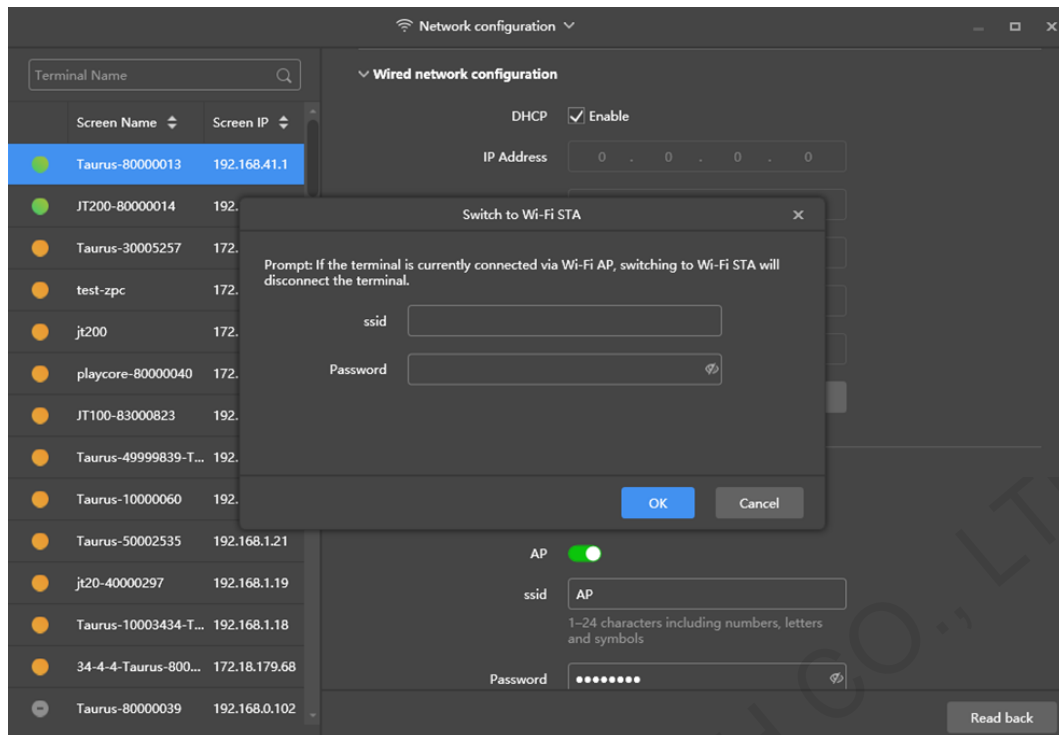 Network configuration
Terminal Name
Screen Name Screen IP
Taurus-80000013 192.168.41.1
JT200-80000014 192.
Taurus-30005257 172.
test-zpc 172.
jt200 172.
playcore-80000040 172.
JT100-83000823 192.
Taurus-49999839-T... 192.
Taurus-10000060 192.
Taurus-50002535 192.168.1.21
jt20-40000297 192.168.1.19
Taurus-10003434-T... 192.168.1.18
34-4-4-Taurus-800... 172.18.179.68
Taurus-80000039 192.168.0.102
Wired network configuration
DHCP Enable
IP Address 0 . 0 . 0 . 0
Switch to Wi-Fi STA
Prompt: If the terminal is currently connected via Wi-Fi AP, switching to Wi-Fi STA will
disconnect the terminal.
ssid
Password
OK Cancel
AP
ssid AP
1–24 characters including numbers, letters
and symbols
Password
Read back
CO., LT